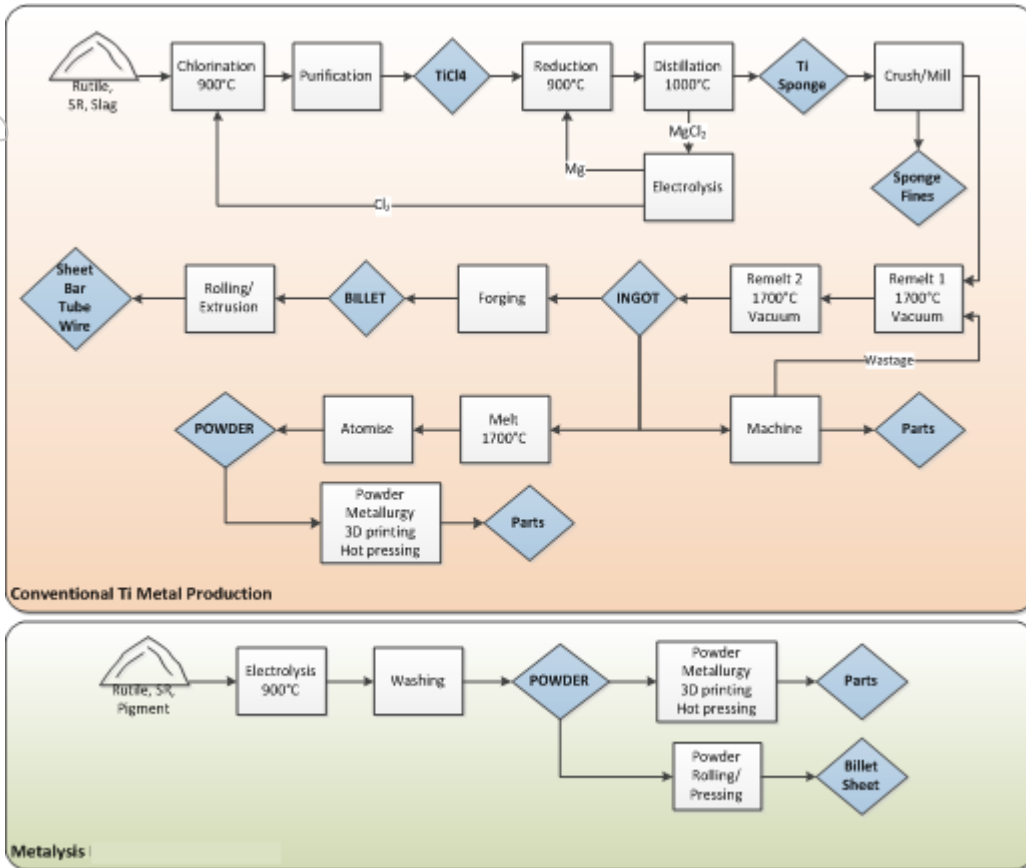 Rutile,
SR, Slag
Chlorination
900°C
Purification
TiCl4
Reduction
900°C
Distillation
1000°C
Ti
Sponge
Crush/Mill
MgCl₂
Mg
Electrolysis
Cl₂
Sponge
Fines
Sheet
Bar
Tube
Wire
Rolling/
Extrusion
BILLET
Forging
INGOT
Remelt 2
1700°C
Vacuum
Remelt 1
1700°C
Vacuum
Wastage
POWDER
Atomise
Melt
1700°C
Machine
Parts
Powder
Metallurgy
3D printing
Hot pressing
Parts
Conventional Ti Metal Production
Rutile, SR,
Pigment
Electrolysis
900°C
Washing
POWDER
Powder
Metallurgy
3D printing
Hot pressing
Parts
Powder
Rolling/
Pressing
Billet
Sheet
Metalysis